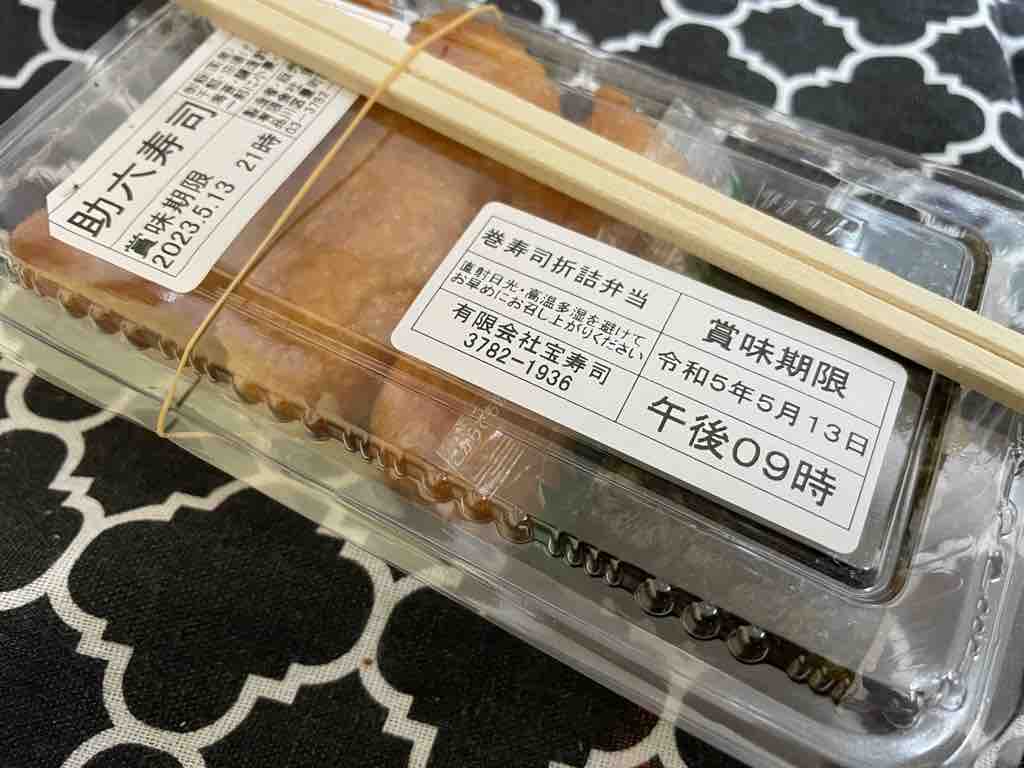 助六寿司
賞味期限
2023.5.13 21時
巻寿司折詰弁当
直射日光・高温多湿を避けて
お早めにお召し上がりください
有限会社宝寿司
3782-1936
賞味期限
令和5年5月13日
午後09時